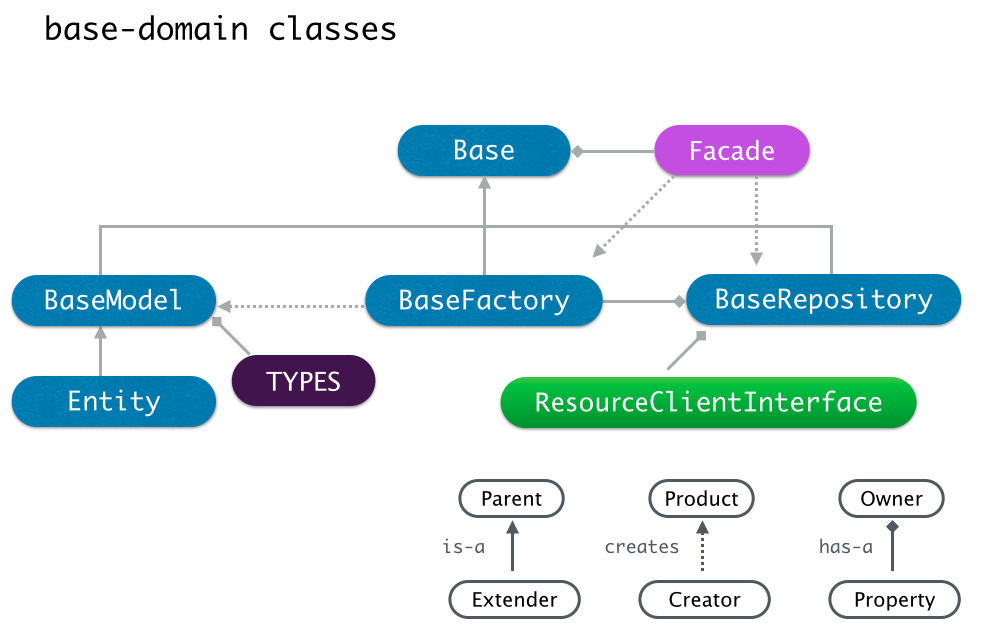 base-domain classes
Base
Facade
BaseModel
BaseFactory
BaseRepository
TYPES
Entity
ResourceClientInterface
Parent
Product
Owner
is-a
creates
has-a
Extender
Creator
Property